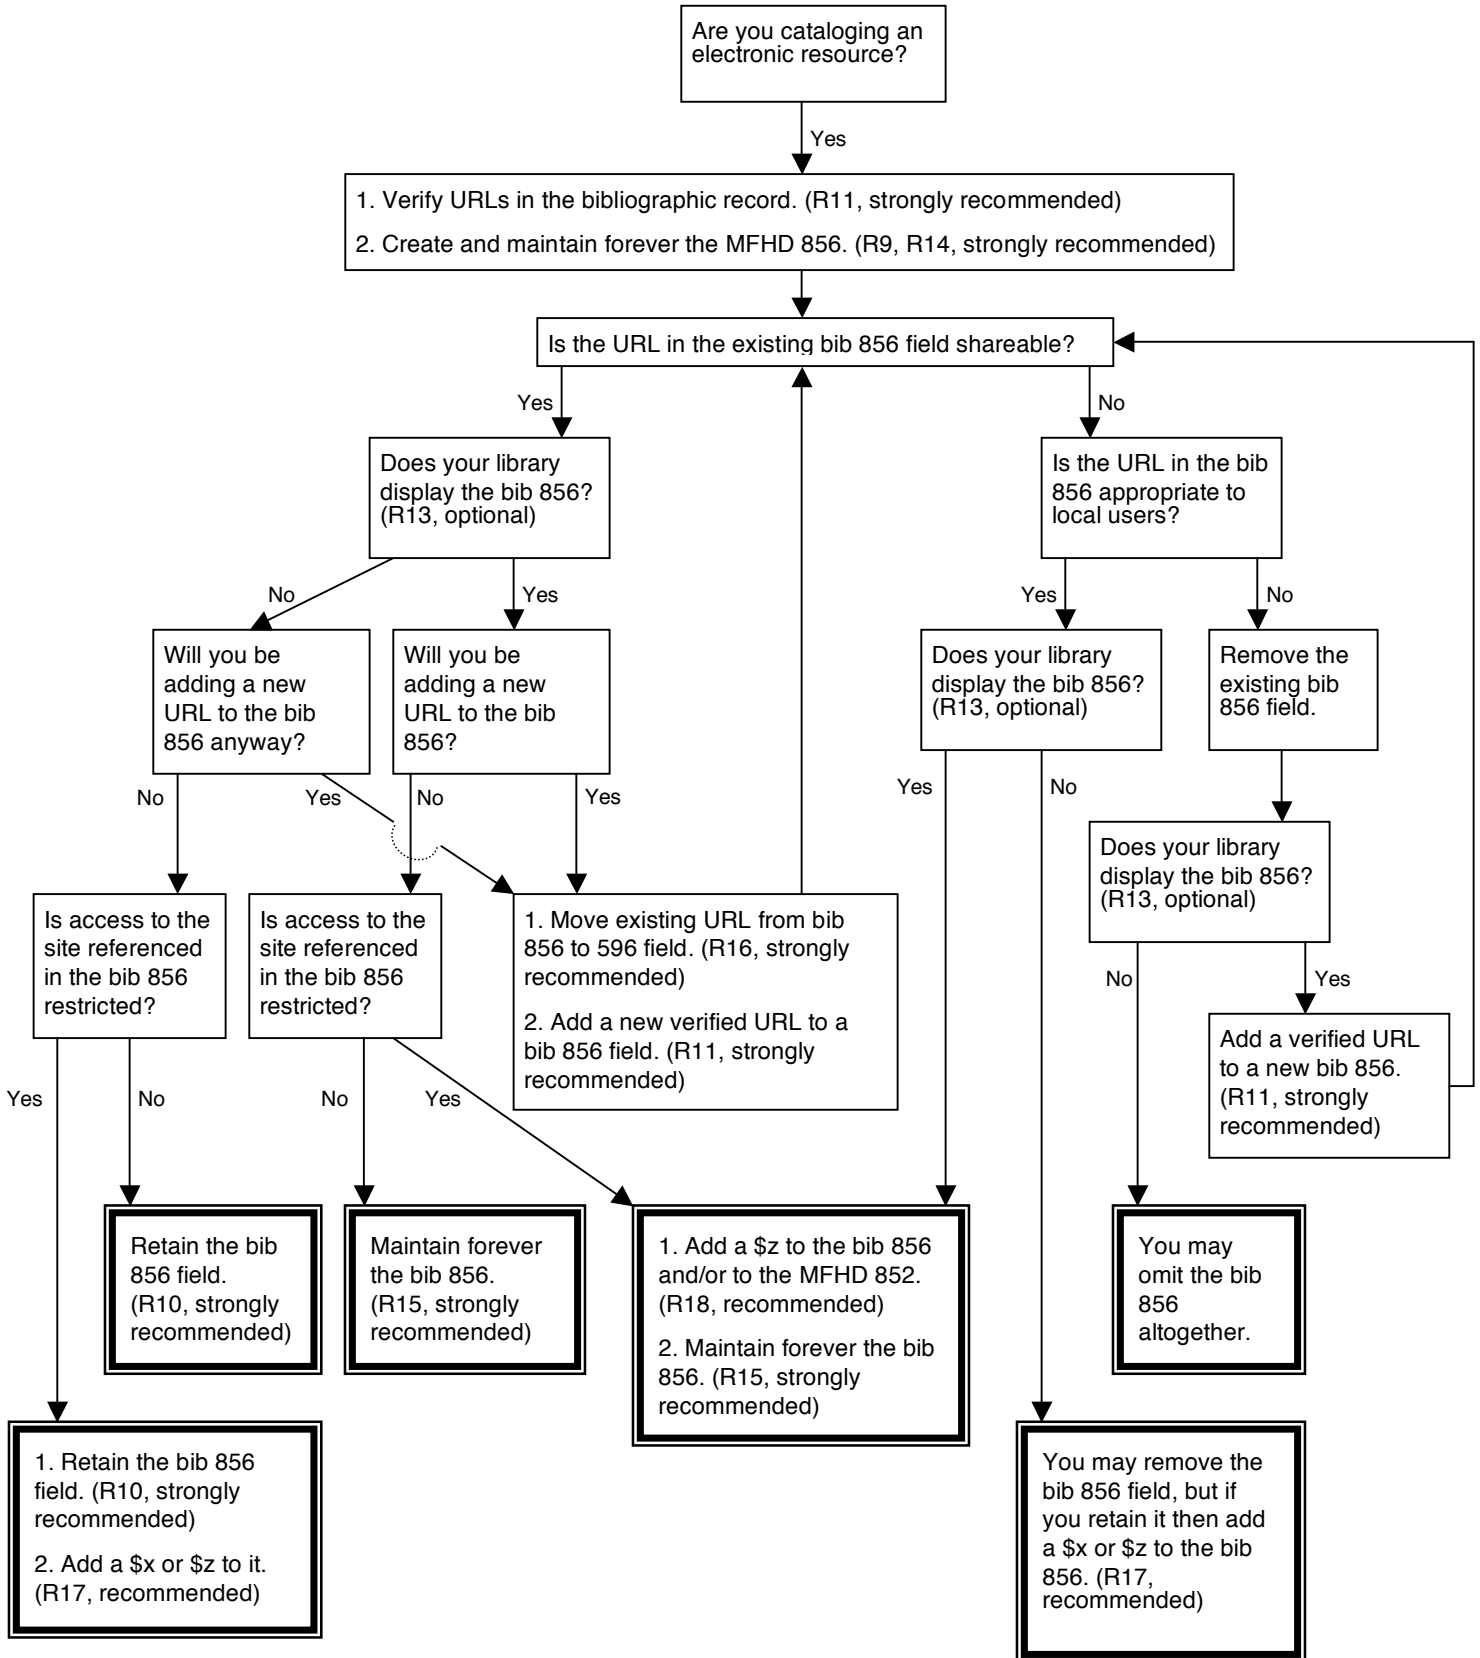 Are you cataloging an
electronic resource?
Yes
1. Verify URLs in the bibliographic record. (R11, strongly recommended)
2. Create and maintain forever the MFHD 856. (R9, R14, strongly recommended)
Is the URL in the existing bib 856 field shareable?
Yes
No
Does your library
display the bib 856?
(R13, optional)
Is the URL in the bib
856 appropriate to
local users?
No
Yes
Yes
No
Will you be
adding a new
URL to the bib
856 anyway?
Will you be
adding a new
URL to the bib
856?
Does your library
display the bib 856?
(R13, optional)
Remove the
existing bib
856 field.
No
Yes
No
Yes
Yes
No
Does your library
display the bib 856?
(R13, optional)
Is access to the
site referenced
in the bib 856
restricted?
Is access to the
site referenced
in the bib 856
restricted?
1. Move existing URL from bib
856 to 596 field. (R16, strongly
recommended)
2. Add a new verified URL to a
bib 856 field. (R11, strongly
recommended)
No
Yes
Add a verified URL
to a new bib 856.
(R11, strongly
recommended)
Yes
No
No
Yes
Retain the bib
856 field.
(R10, strongly
recommended)
Maintain forever
the bib 856.
(R15, strongly
recommended)
1. Add a $z to the bib 856
and/or to the MFHD 852.
(R18, recommended)
2. Maintain forever the bib
856. (R15, strongly
recommended)
You may
omit the bib
856
altogether.
1. Retain the bib 856
field. (R10, strongly
recommended)
2. Add a $x or $z to it.
(R17, recommended)
You may remove the
bib 856 field, but if
you retain it then add
a $x or $z to the bib
856. (R17,
recommended)